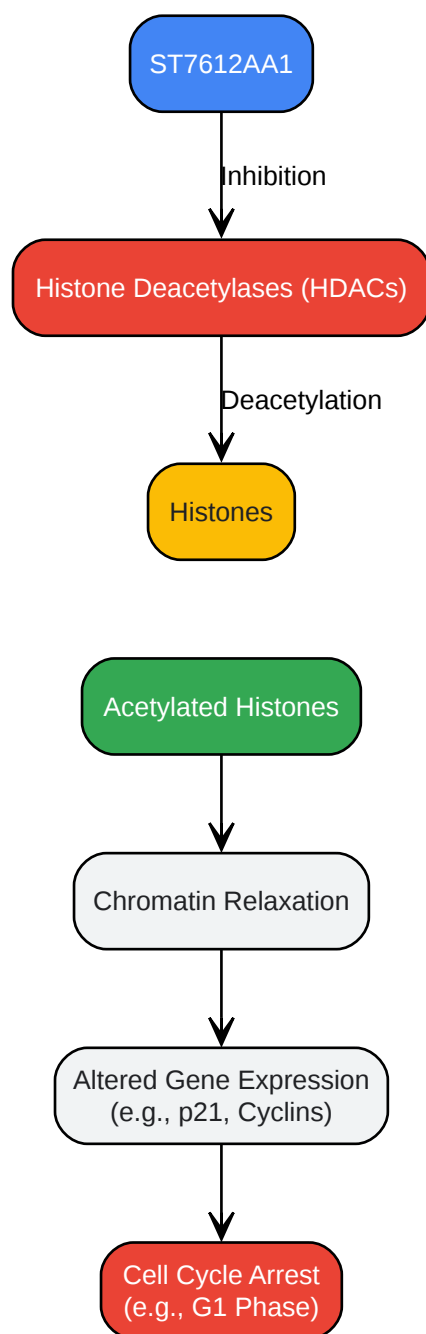 ST7612AA1
Inhibition
Histone Deacetylases (HDACs)
Deacetylation
Histones
Acetylated Histones
Chromatin Relaxation
Altered Gene Expression
(e.g., p21, Cyclins)
Cell Cycle Arrest
(e.g., G1 Phase)